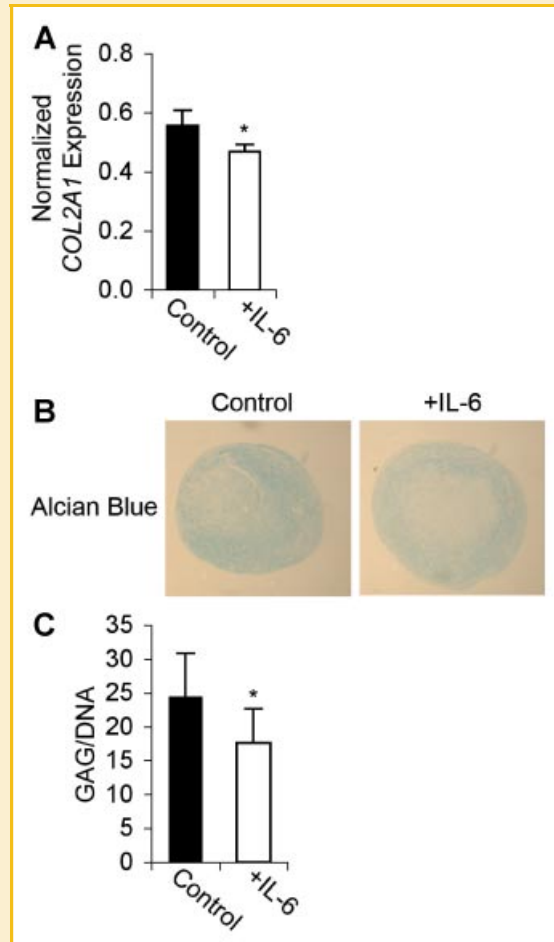 A
Normalized
COL2A1 Expression
0.8
0.6
0.4
0.2
0.0
*
Control
+IL-6
B
Control
+IL-6
Alcian Blue
C
GAG/DNA
35
30
25
20
15
10
5
0
*
Control
+IL-6